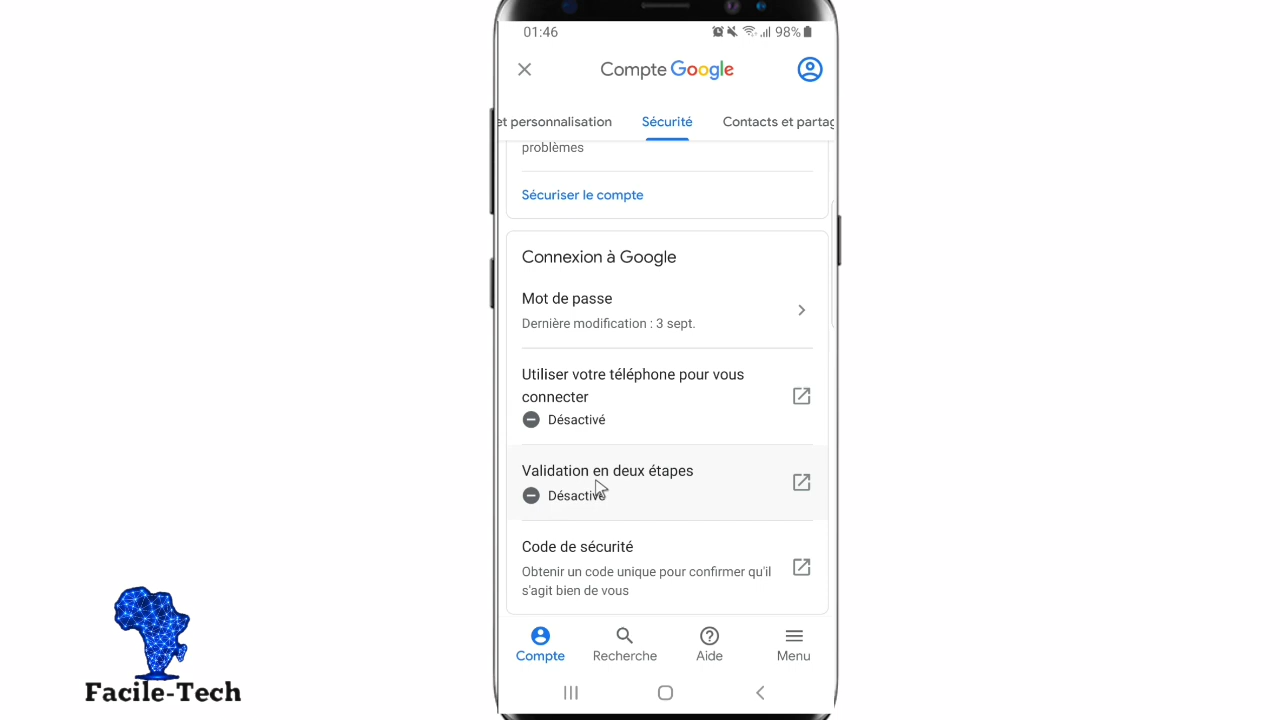 01:46
98%
Compte Google
et personnalisation
Sécurité
Contacts et partag
problèmes
Sécuriser le compte
Connexion à Google
Mot de passe
Dernière modification : 3 sept.
Utiliser votre téléphone pour vous
connecter
Désactivé
Validation en deux étapes
Désactivé
Code de sécurité
Obtenir un code unique pour confirmer qu'il
s'agit bien de vous
Compte
Recherche
Aide
Menu
Facile-Tech